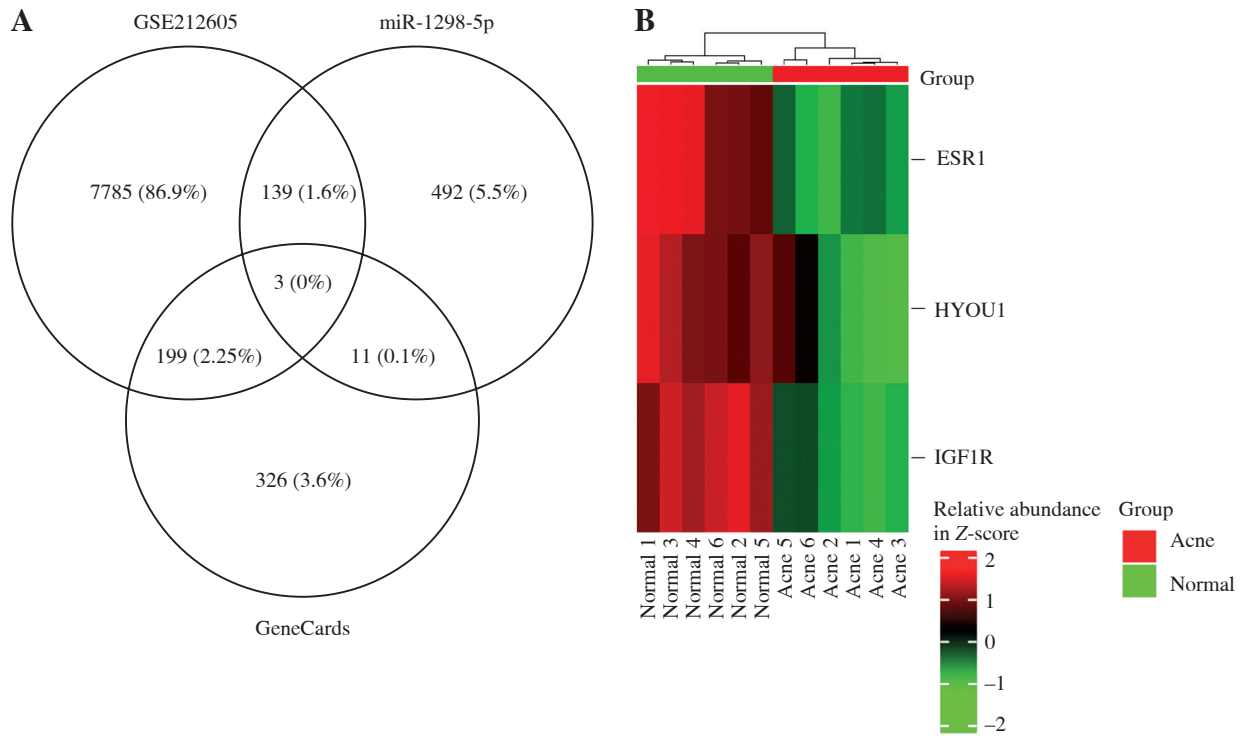 A
GSE212605
miR-1298-5p
7785 (86.9%)
139 (1.6%)
492 (5.5%)
3 (0%)
199 (2.25%)
11 (0.1%)
326 (3.6%)
GeneCards
B
Group
ESR1
HYOU1
IGF1R
Normal 1
Normal 3
Normal 4
Normal 6
Normal 2
Normal 5
Acne 5
Acne 6
Acne 2
Acne 1
Acne 4
Acne 3
Relative abundance
in Z-score
2
1
0
–1
–2
Group
Acne
Normal